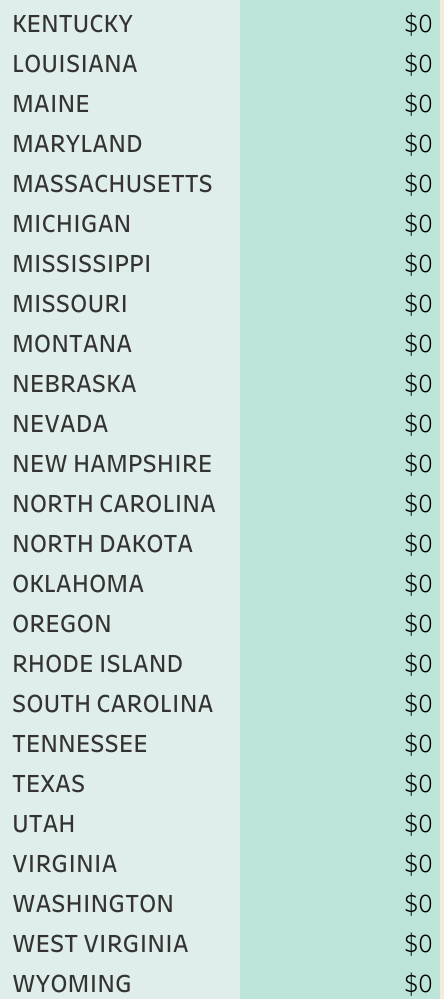 KENTUCKY $0
LOUISIANA $0
MAINE $0
MARYLAND $0
MASSACHUSETTS $0
MICHIGAN $0
MISSISSIPPI $0
MISSOURI $0
MONTANA $0
NEBRASKA $0
NEVADA $0
NEW HAMPSHIRE $0
NORTH CAROLINA $0
NORTH DAKOTA $0
OKLAHOMA $0
OREGON $0
RHODE ISLAND $0
SOUTH CAROLINA $0
TENNESSEE $0
TEXAS $0
UTAH $0
VIRGINIA $0
WASHINGTON $0
WEST VIRGINIA $0
WYOMING $0